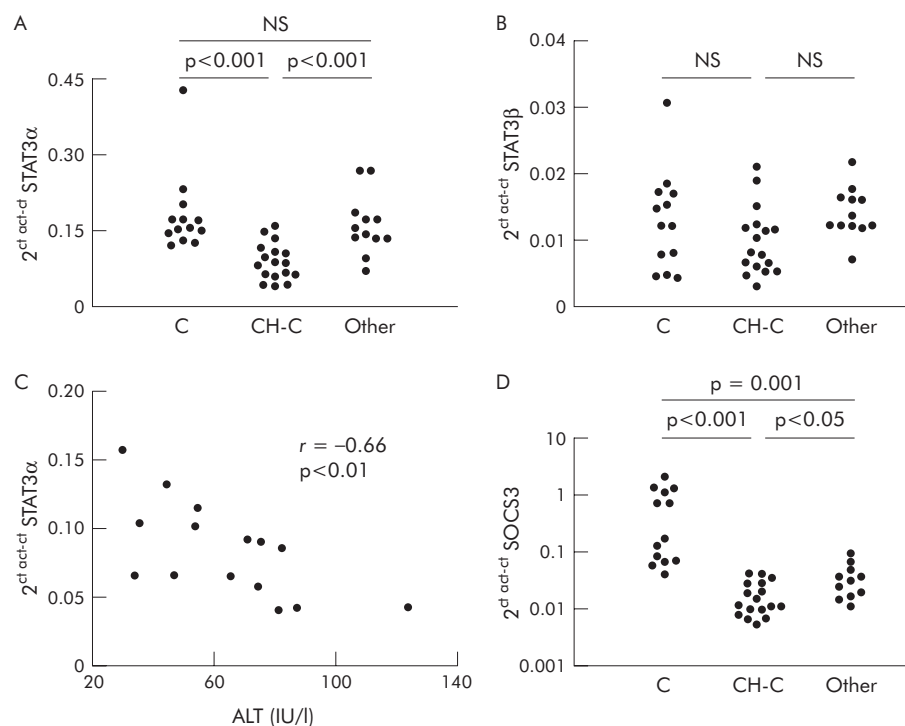 A
NS
p<0.001 p<0.001
0.45
0.30
0.15
0
2^ct act-ct STAT3α
C CH-C Other
B
NS NS
0.04
0.03
0.02
0.01
0
2^ct act-ct STAT3β
C CH-C Other
C
0.20
0.15
0.10
0.05
0
2^ct act-ct STAT3α
r = –0.66
p<0.01
20 60 100 140
ALT (IU/l)
D
p = 0.001
p<0.001 p<0.05
10
1
0.1
0.01
0.001
2^ct act-ct SOCS3
C CH-C Other